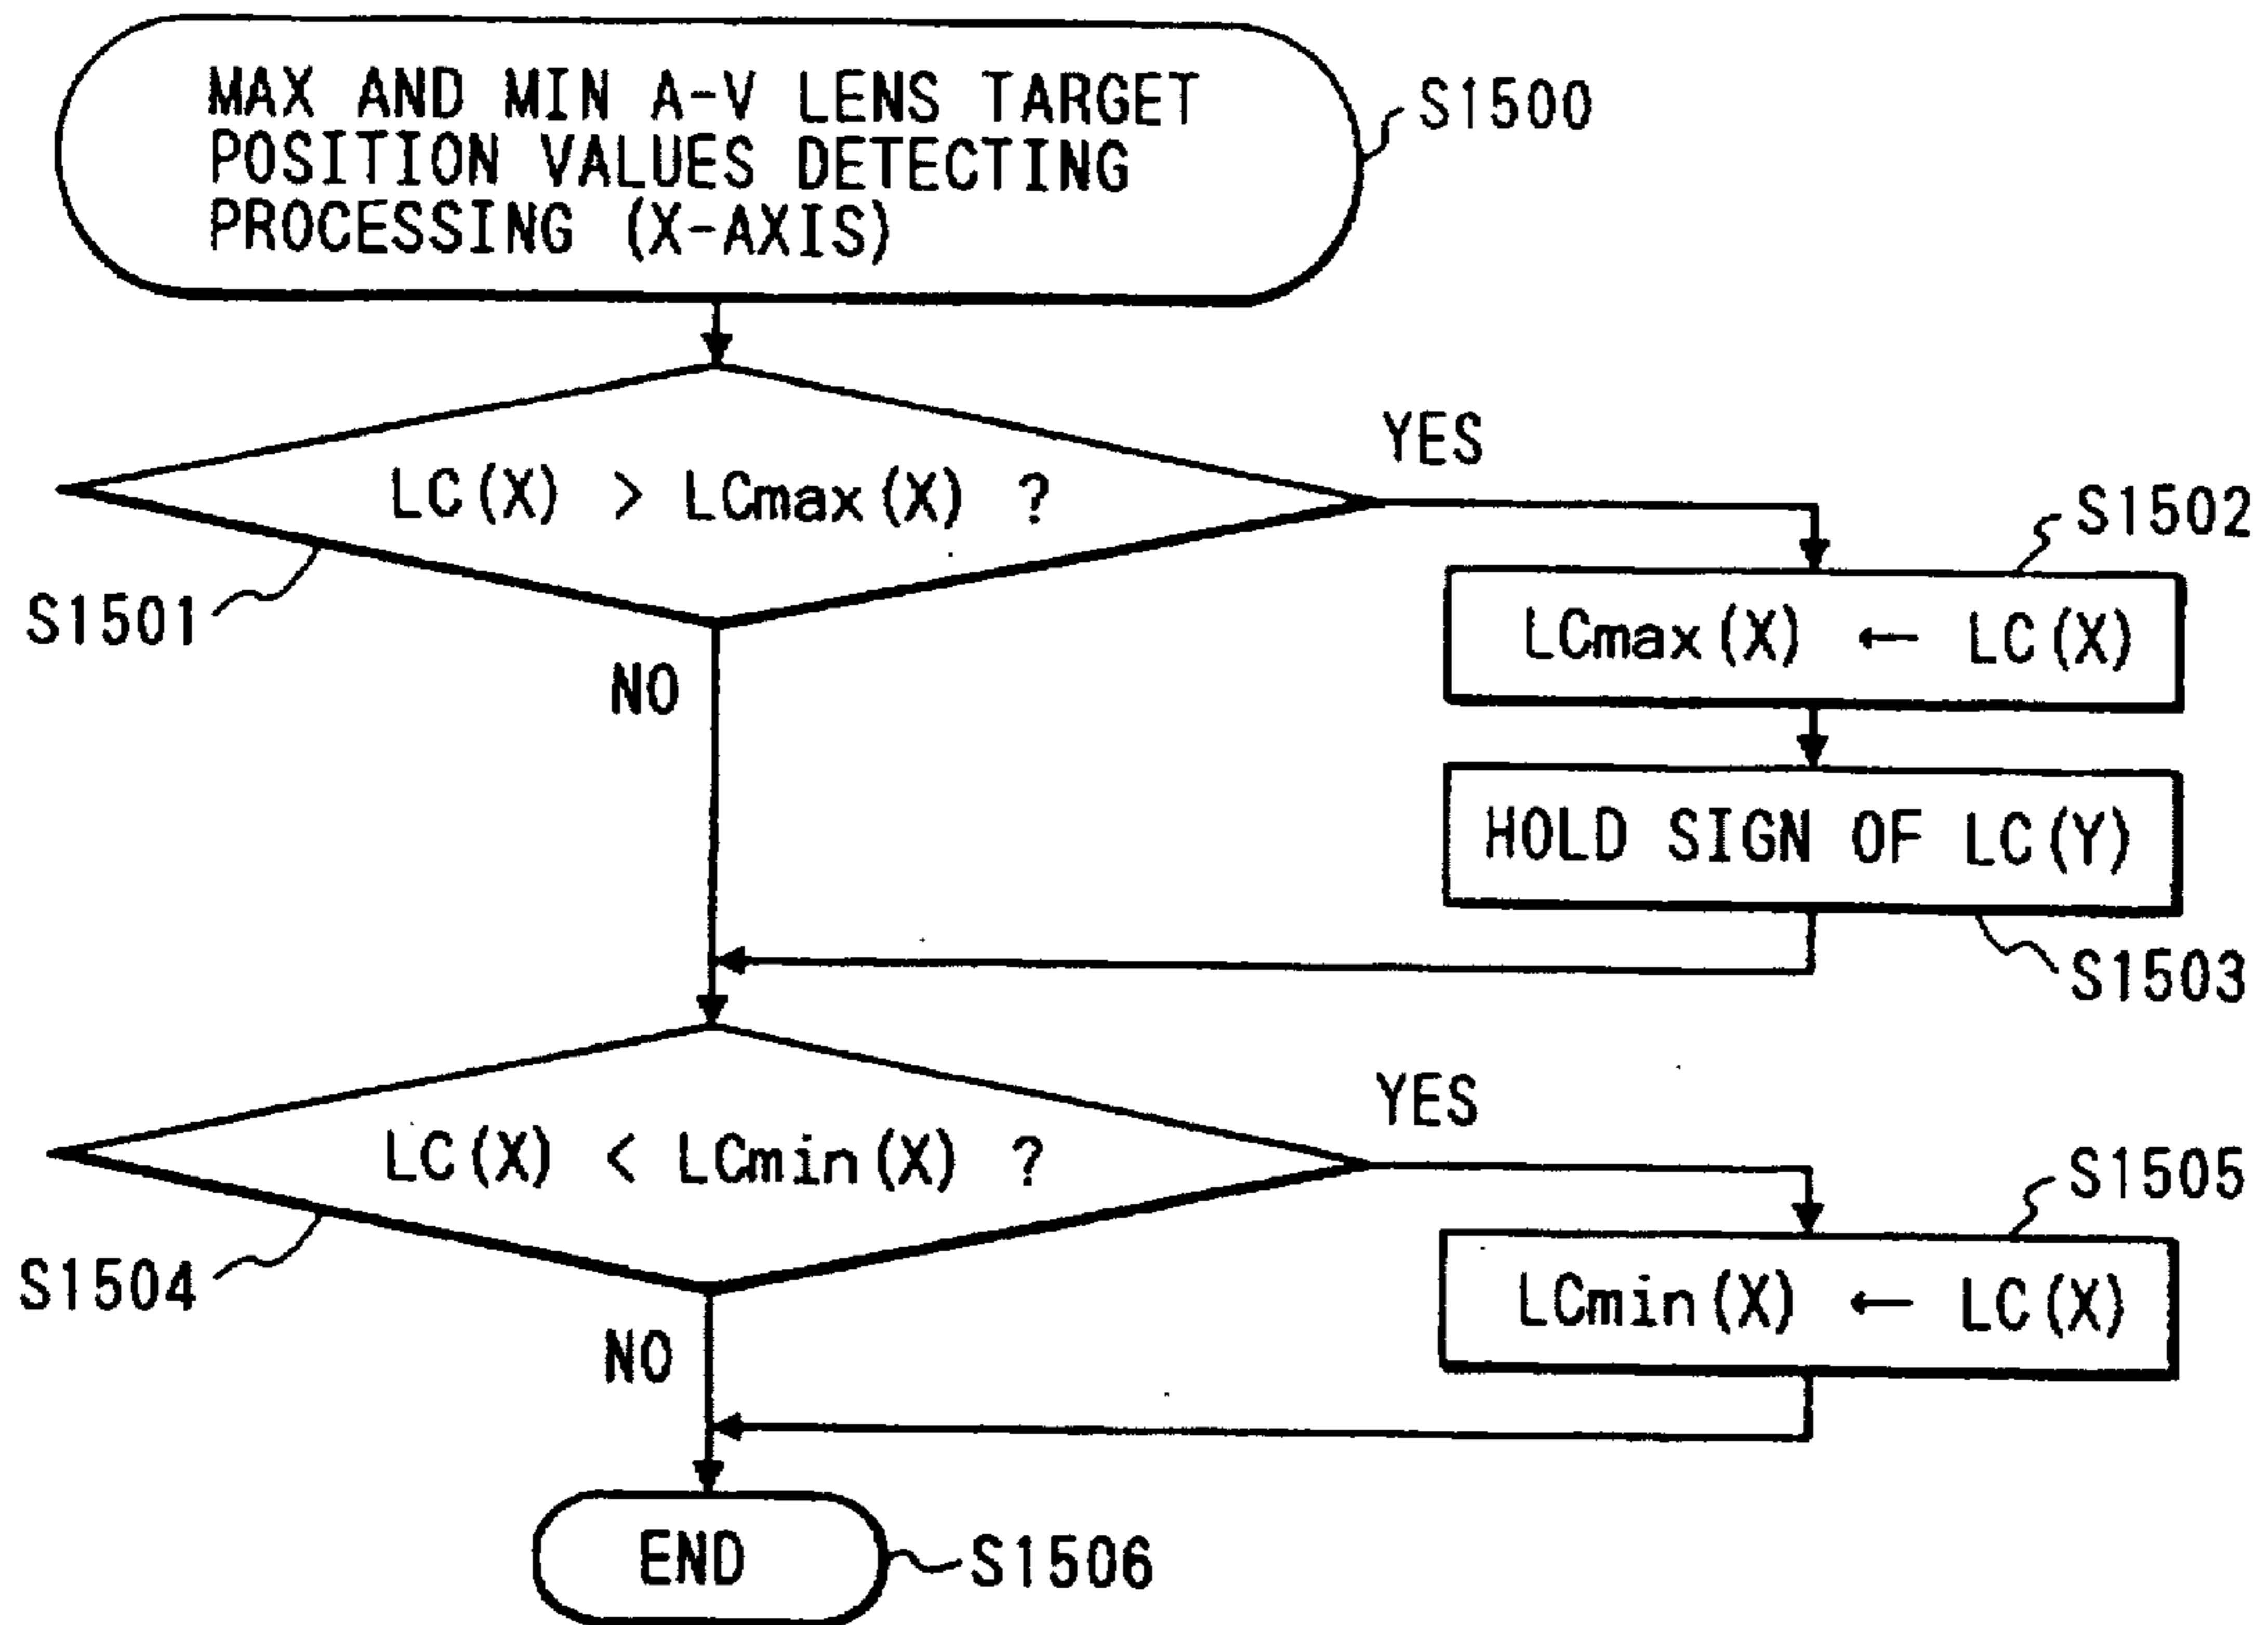 MAX AND MIN A-V LENS TARGET
POSITION VALUES DETECTING
PROCESSING (X-AXIS)
S1500
LC(X) > LCmax(X) ?
YES
S1501
S1502
LCmax(X) ← LC(X)
NO
HOLD SIGN OF LC(Y)
S1503
LC(X) < LCmin(X) ?
YES
S1504
S1505
LCmin(X) ← LC(X)
NO
END
S1506